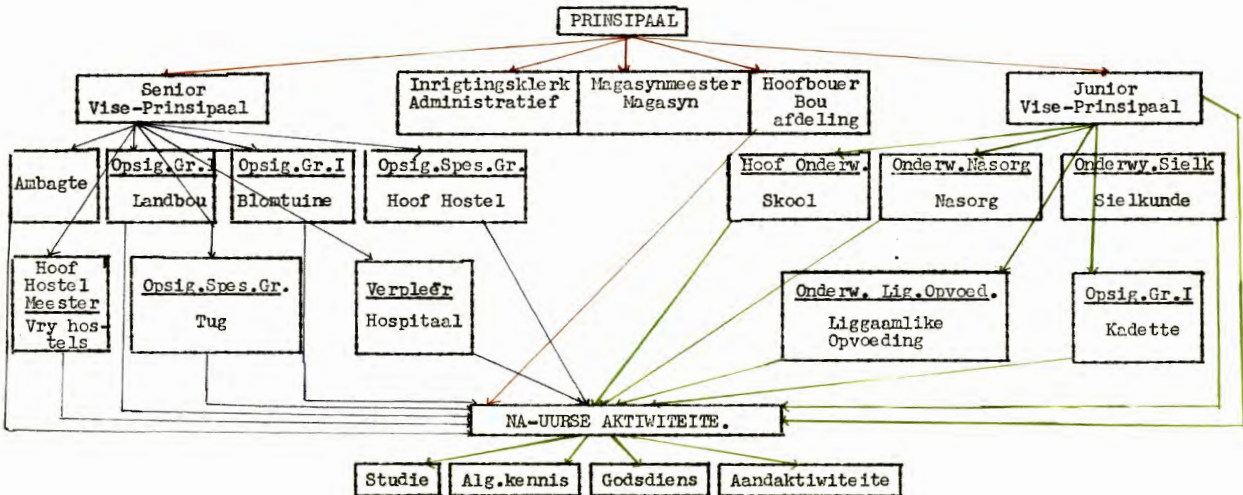 PRINSIPAAL
Senior
Vise-Prinsipaal
Inrigtingsklerk
Administratief
Magasynmeester
Magasyn
Hoofbouer
Bou
afdeling
Junior
Vise-Prinsipaal
Ambagte
Opsig.Gr.I
Landbou
Opsig.Gr.I
Blomtuine
Opsig.Spes.Gr.
Hoof Hostel
Hoof Onderw.
Skool
Onderw.Nasorg
Nasorg
Onderwy.Sielk
Sielkunde
Hoof
Hostel
Meester
Vry hos-
tels
Opsig.Spes.Gr.
Tug
Verpleër
Hospitaal
Onderw. Lig.Opvoed.
Liggaamlike
Opvoeding
Opsig.Gr.I
Kadette
NA-UURSE AKTIWITEITE.
Studie
Alg.kennis
Godsdiens
Aandaktiwiteite